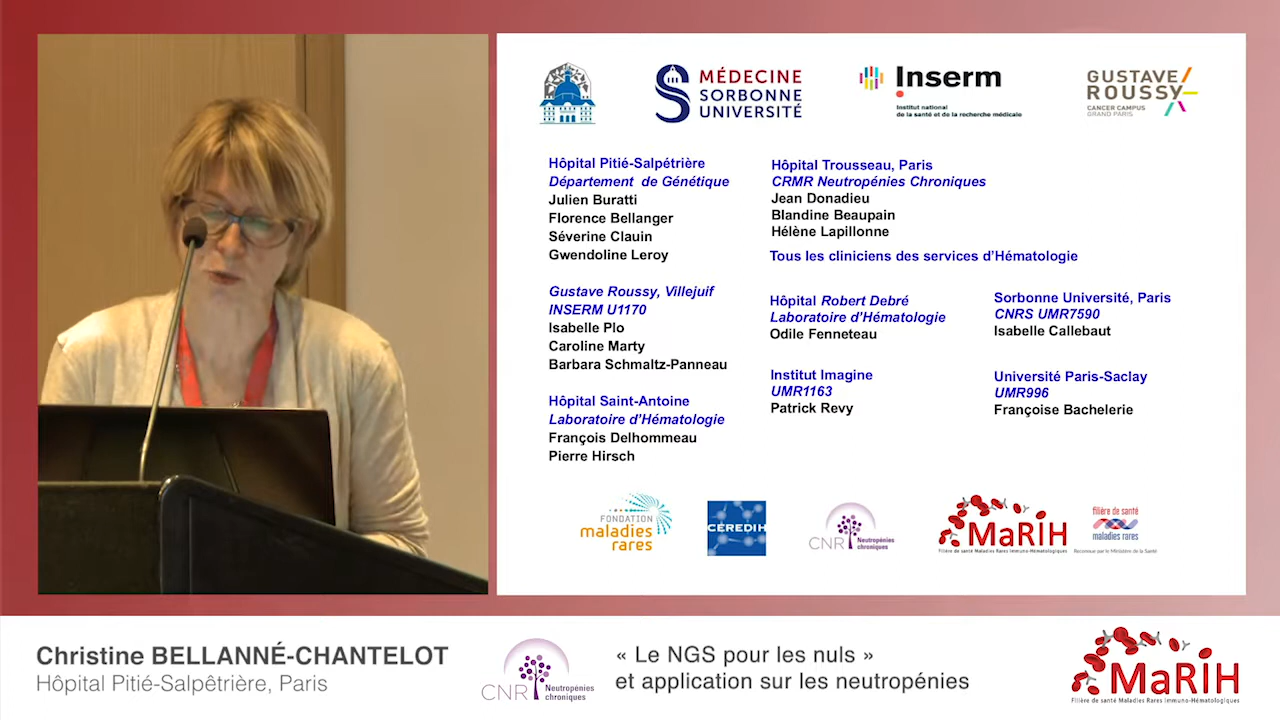 MÉDECINE
SORBONNE
UNIVERSITÉ
Inserm
Institut national
de la santé et de la recherche médicale
GUSTAVE
ROUSSY
CANCER CAMPUS
GRAND PARIS
Hôpital Pitié-Salpétrière
Département de Génétique
Julien Buratti
Florence Bellanger
Séverine Clauin
Gwendoline Leroy
Gustave Roussy, Villejuif
INSERM U1170
Isabelle Plo
Caroline Marty
Barbara Schmaltz-Panneau
Hôpital Saint-Antoine
Laboratoire d'Hématologie
François Delhommeau
Pierre Hirsch
Hôpital Trousseau, Paris
CRMR Neutropénies Chroniques
Jean Donadieu
Blandine Beaupain
Hélène Lapillonne
Tous les cliniciens des services d'Hématologie
Hôpital Robert Debré
Laboratoire d'Hématologie
Odile Fenneteau
Institut Imagine
UMR1163
Patrick Revy
Sorbonne Université, Paris
CNRS UMR7590
Isabelle Callebaut
Université Paris-Saclay
UMR996
Françoise Bachelerie
FONDATION
maladies
rares
CEREDIH
CNR Neutropénies
chroniques
MaRIH
Filière de santé Maladies Rares Immuno-Hématologiques
filière de santé
maladies rares
Reconnue par le Ministère de la Santé
Christine BELLANNÉ-CHANTELOT
Hôpital Pitié-Salpêtrière, Paris
CNR Neutropénies
chroniques
« Le NGS pour les nuls »
et application sur les neutropénies
MaRIH
Filière de santé Maladies Rares Immuno-Hématologiques